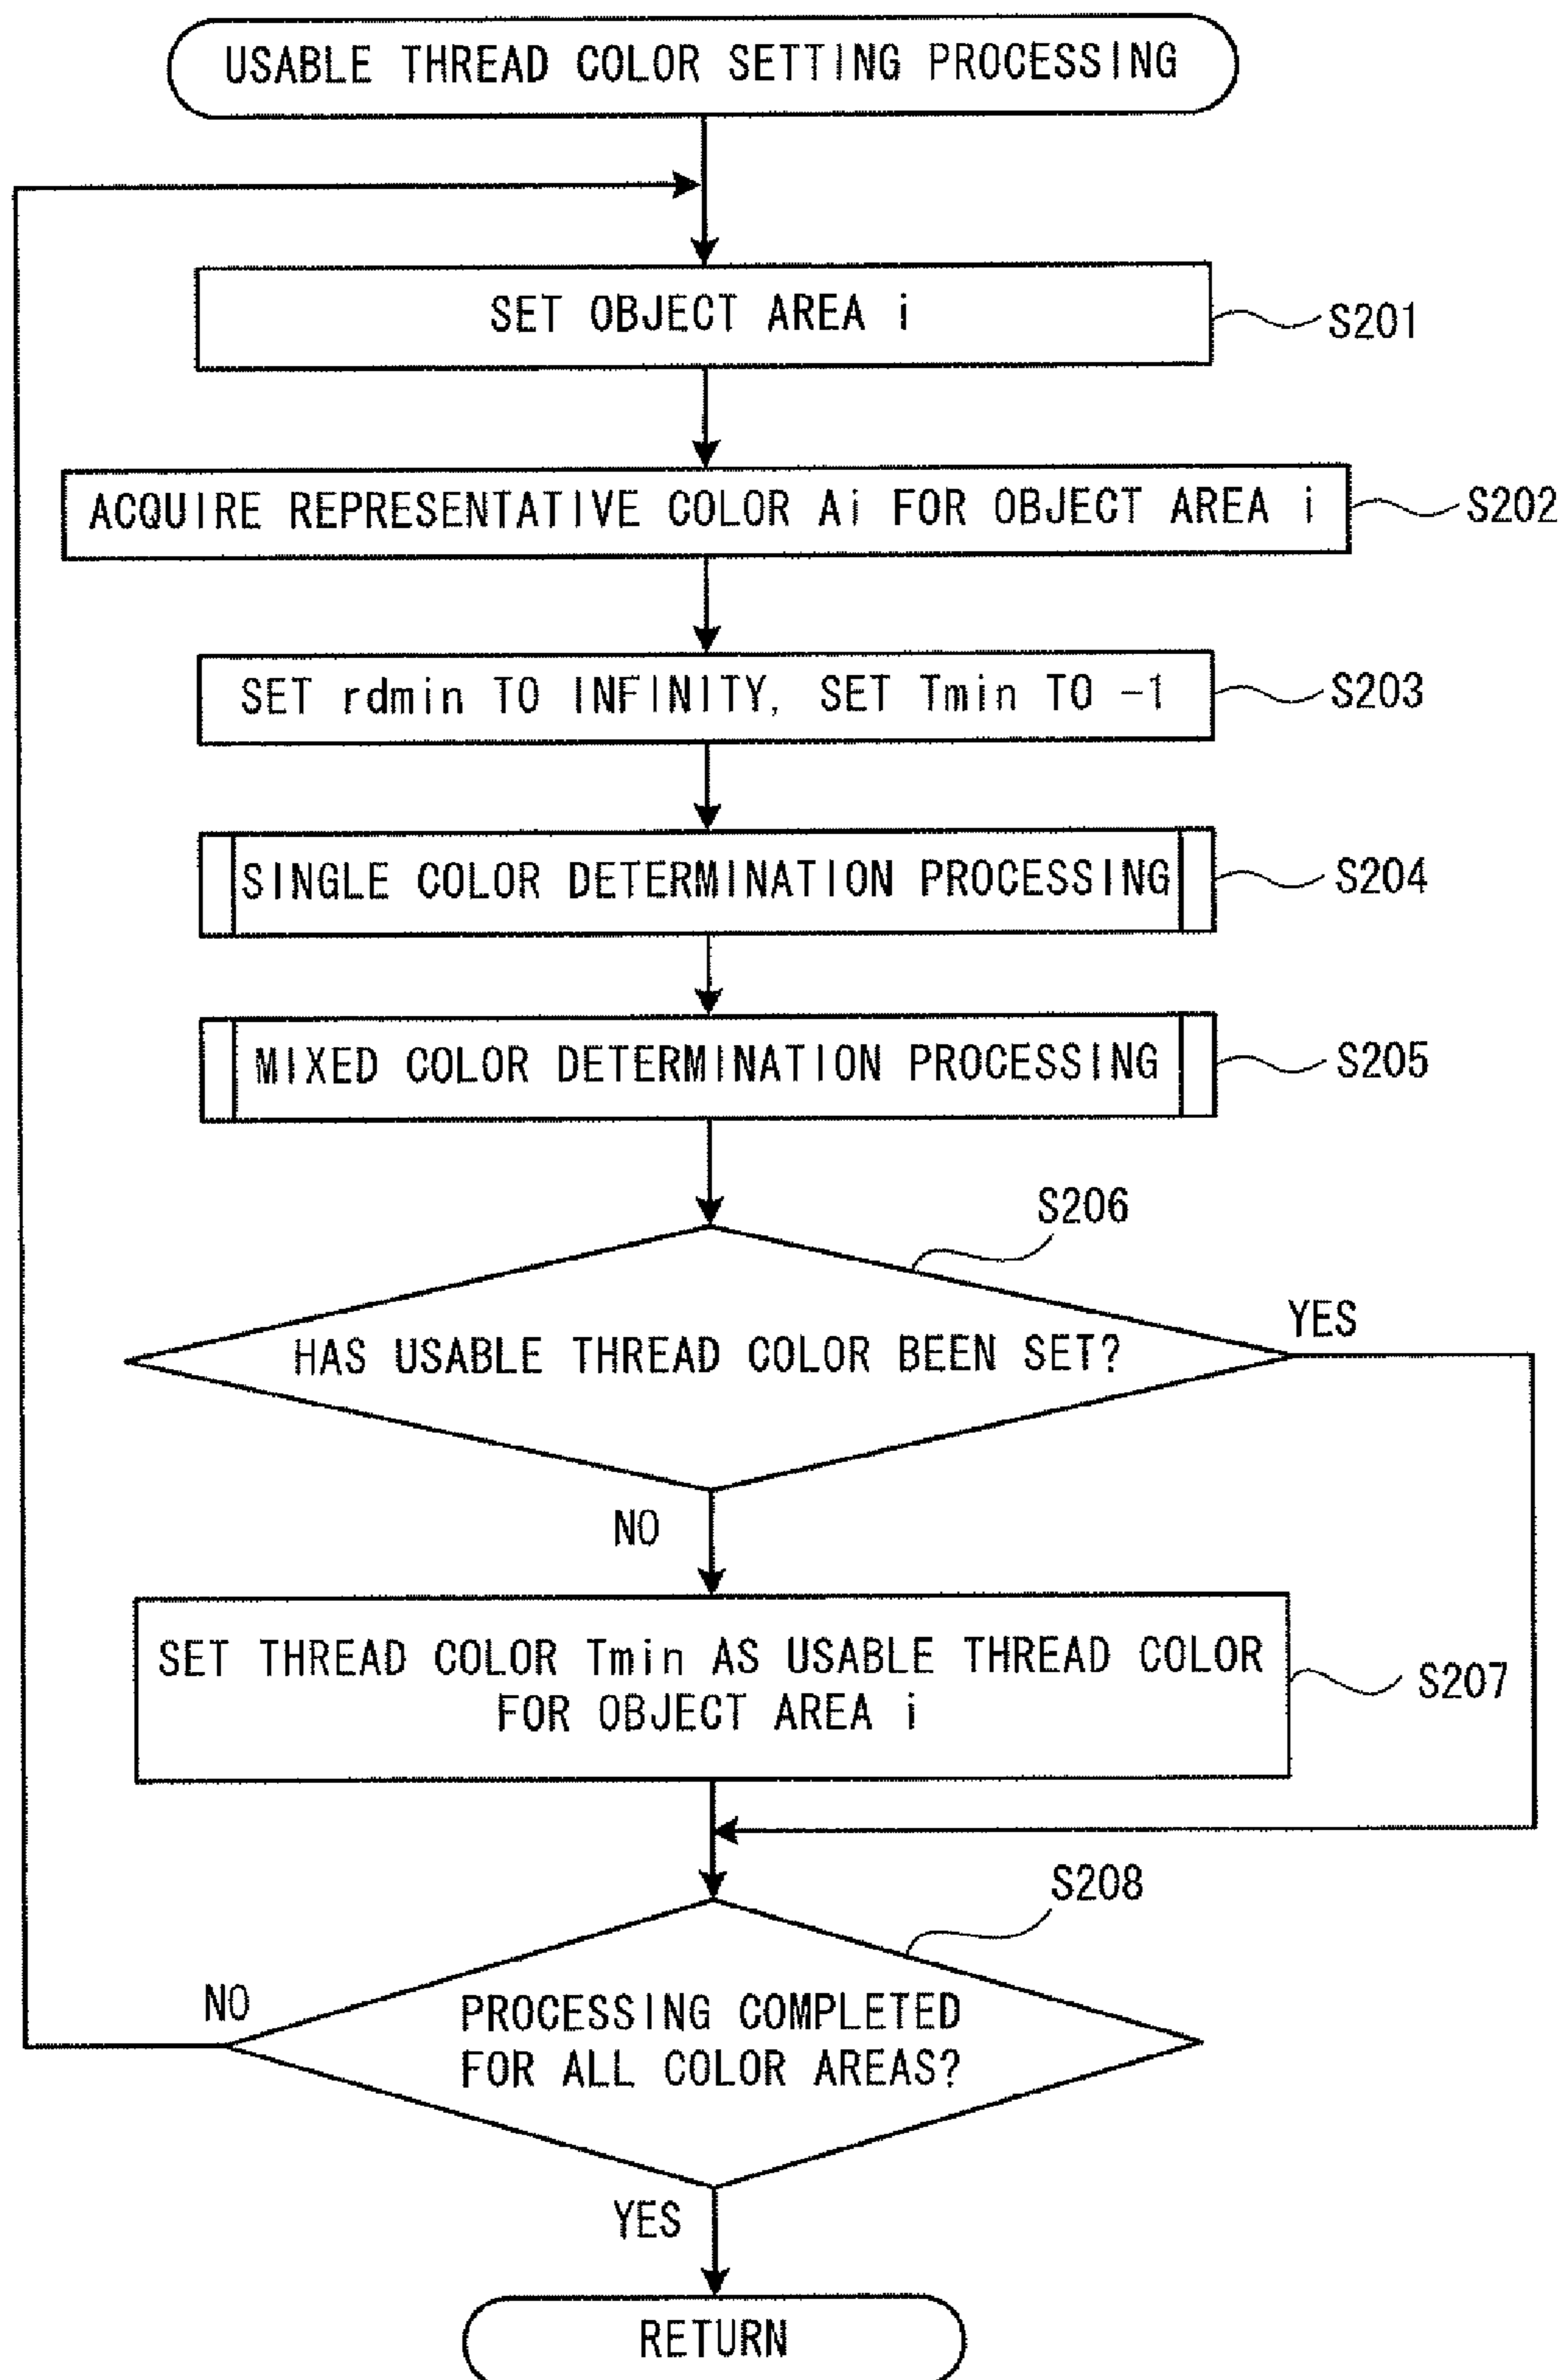 USABLE THREAD COLOR SETTING PROCESSING
SET OBJECT AREA i
S201
ACQUIRE REPRESENTATIVE COLOR Ai FOR OBJECT AREA i
S202
SET rdmin TO INFINITY, SET Tmin TO -1
S203
SINGLE COLOR DETERMINATION PROCESSING
S204
MIXED COLOR DETERMINATION PROCESSING
S205
S206
HAS USABLE THREAD COLOR BEEN SET?
YES
NO
SET THREAD COLOR Tmin AS USABLE THREAD COLOR
FOR OBJECT AREA i
S207
S208
NO
PROCESSING COMPLETED
FOR ALL COLOR AREAS?
YES
RETURN